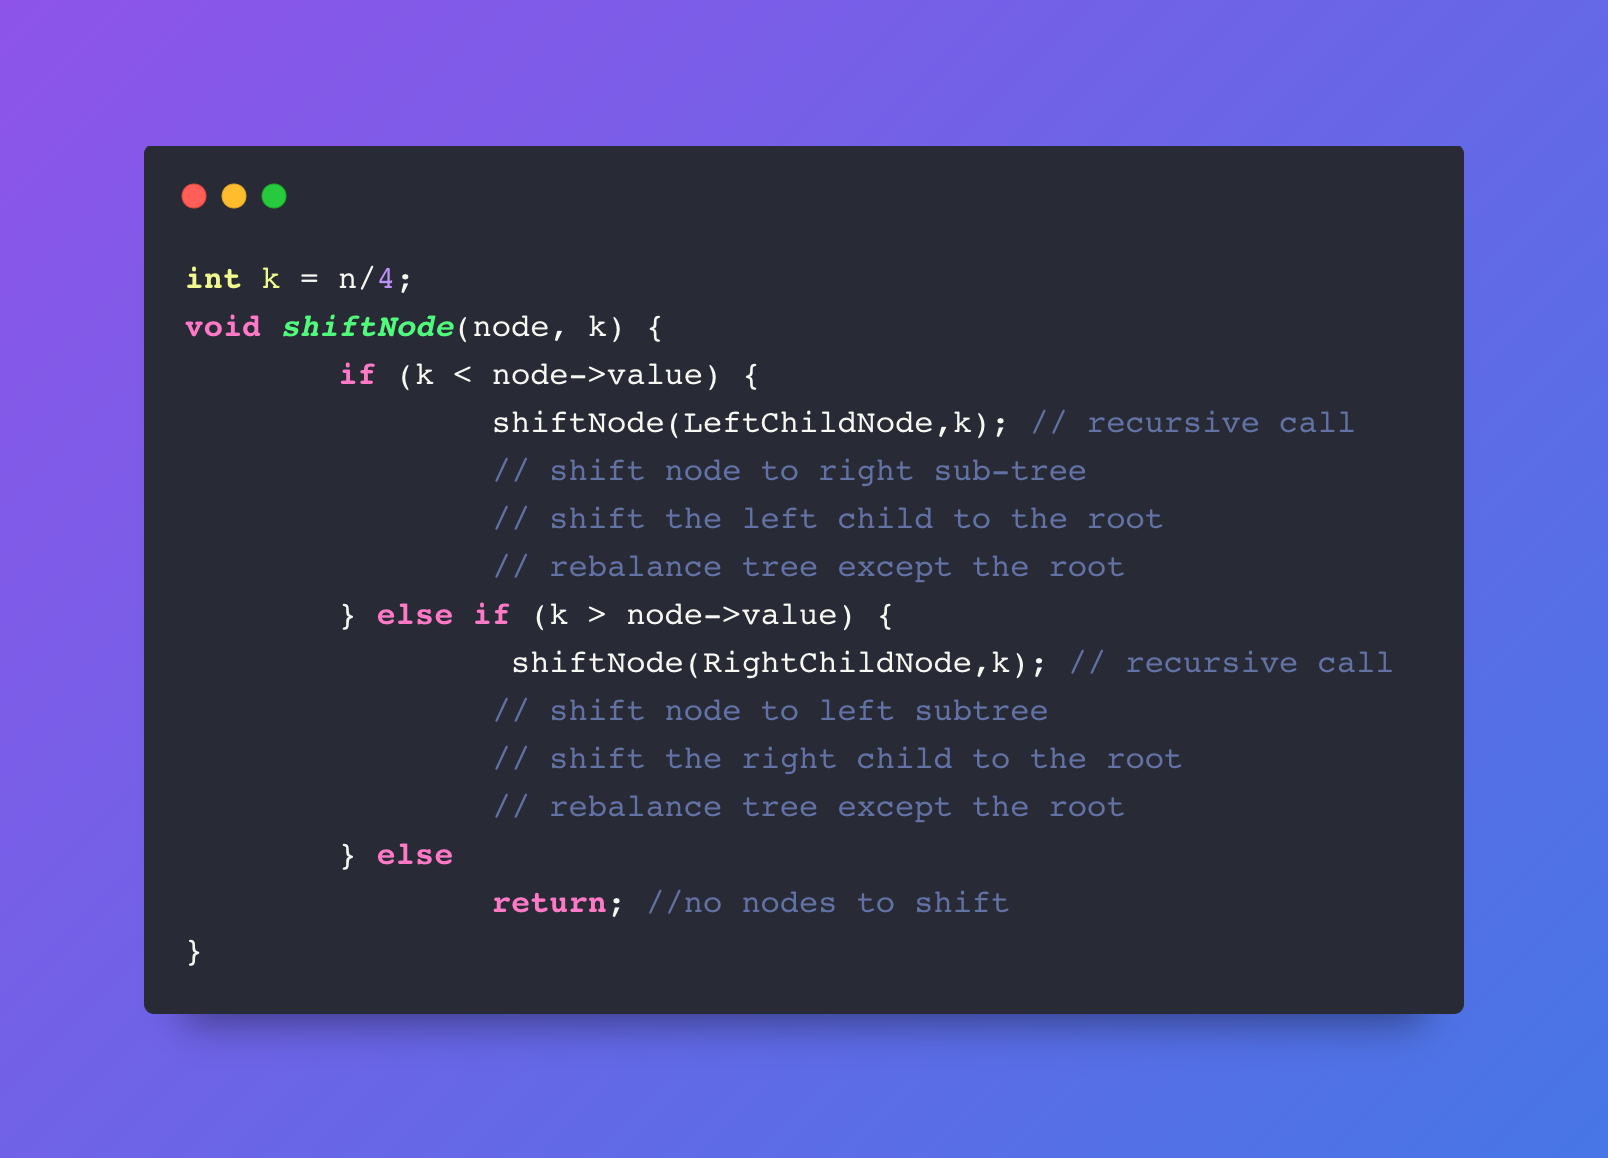 int k = n/4;
void shiftNode(node, k) {
        if (k < node->value) {
                shiftNode(LeftChildNode,k); // recursive call
                // shift node to right sub-tree
                // shift the left child to the root
                // rebalance tree except the root
        } else if (k > node->value) {
                 shiftNode(RightChildNode,k); // recursive call
                // shift node to left subtree
                // shift the right child to the root
                // rebalance tree except the root
        } else
                return; //no nodes to shift
}